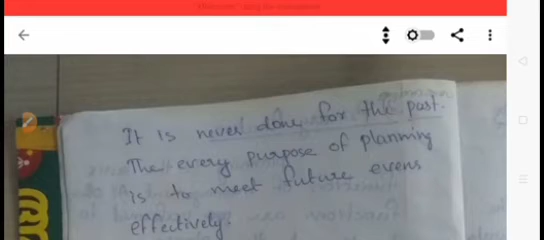 It is never done for the past.
The every purpose of planning
is to meet future evens
effectively.